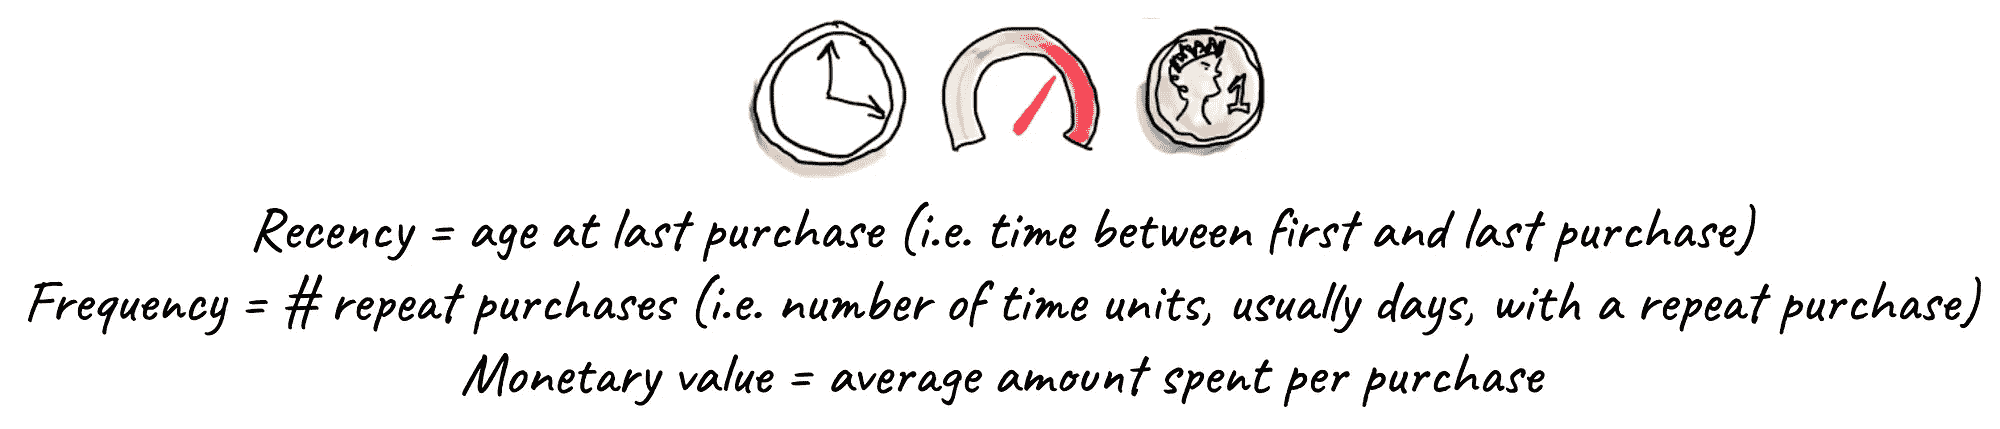 1
Recency = age at last purchase (i.e. time between first and last purchase)
Frequency = # repeat purchases (i.e. number of time units, usually days, with a repeat purchase)
Monetary value = average amount spent per purchase